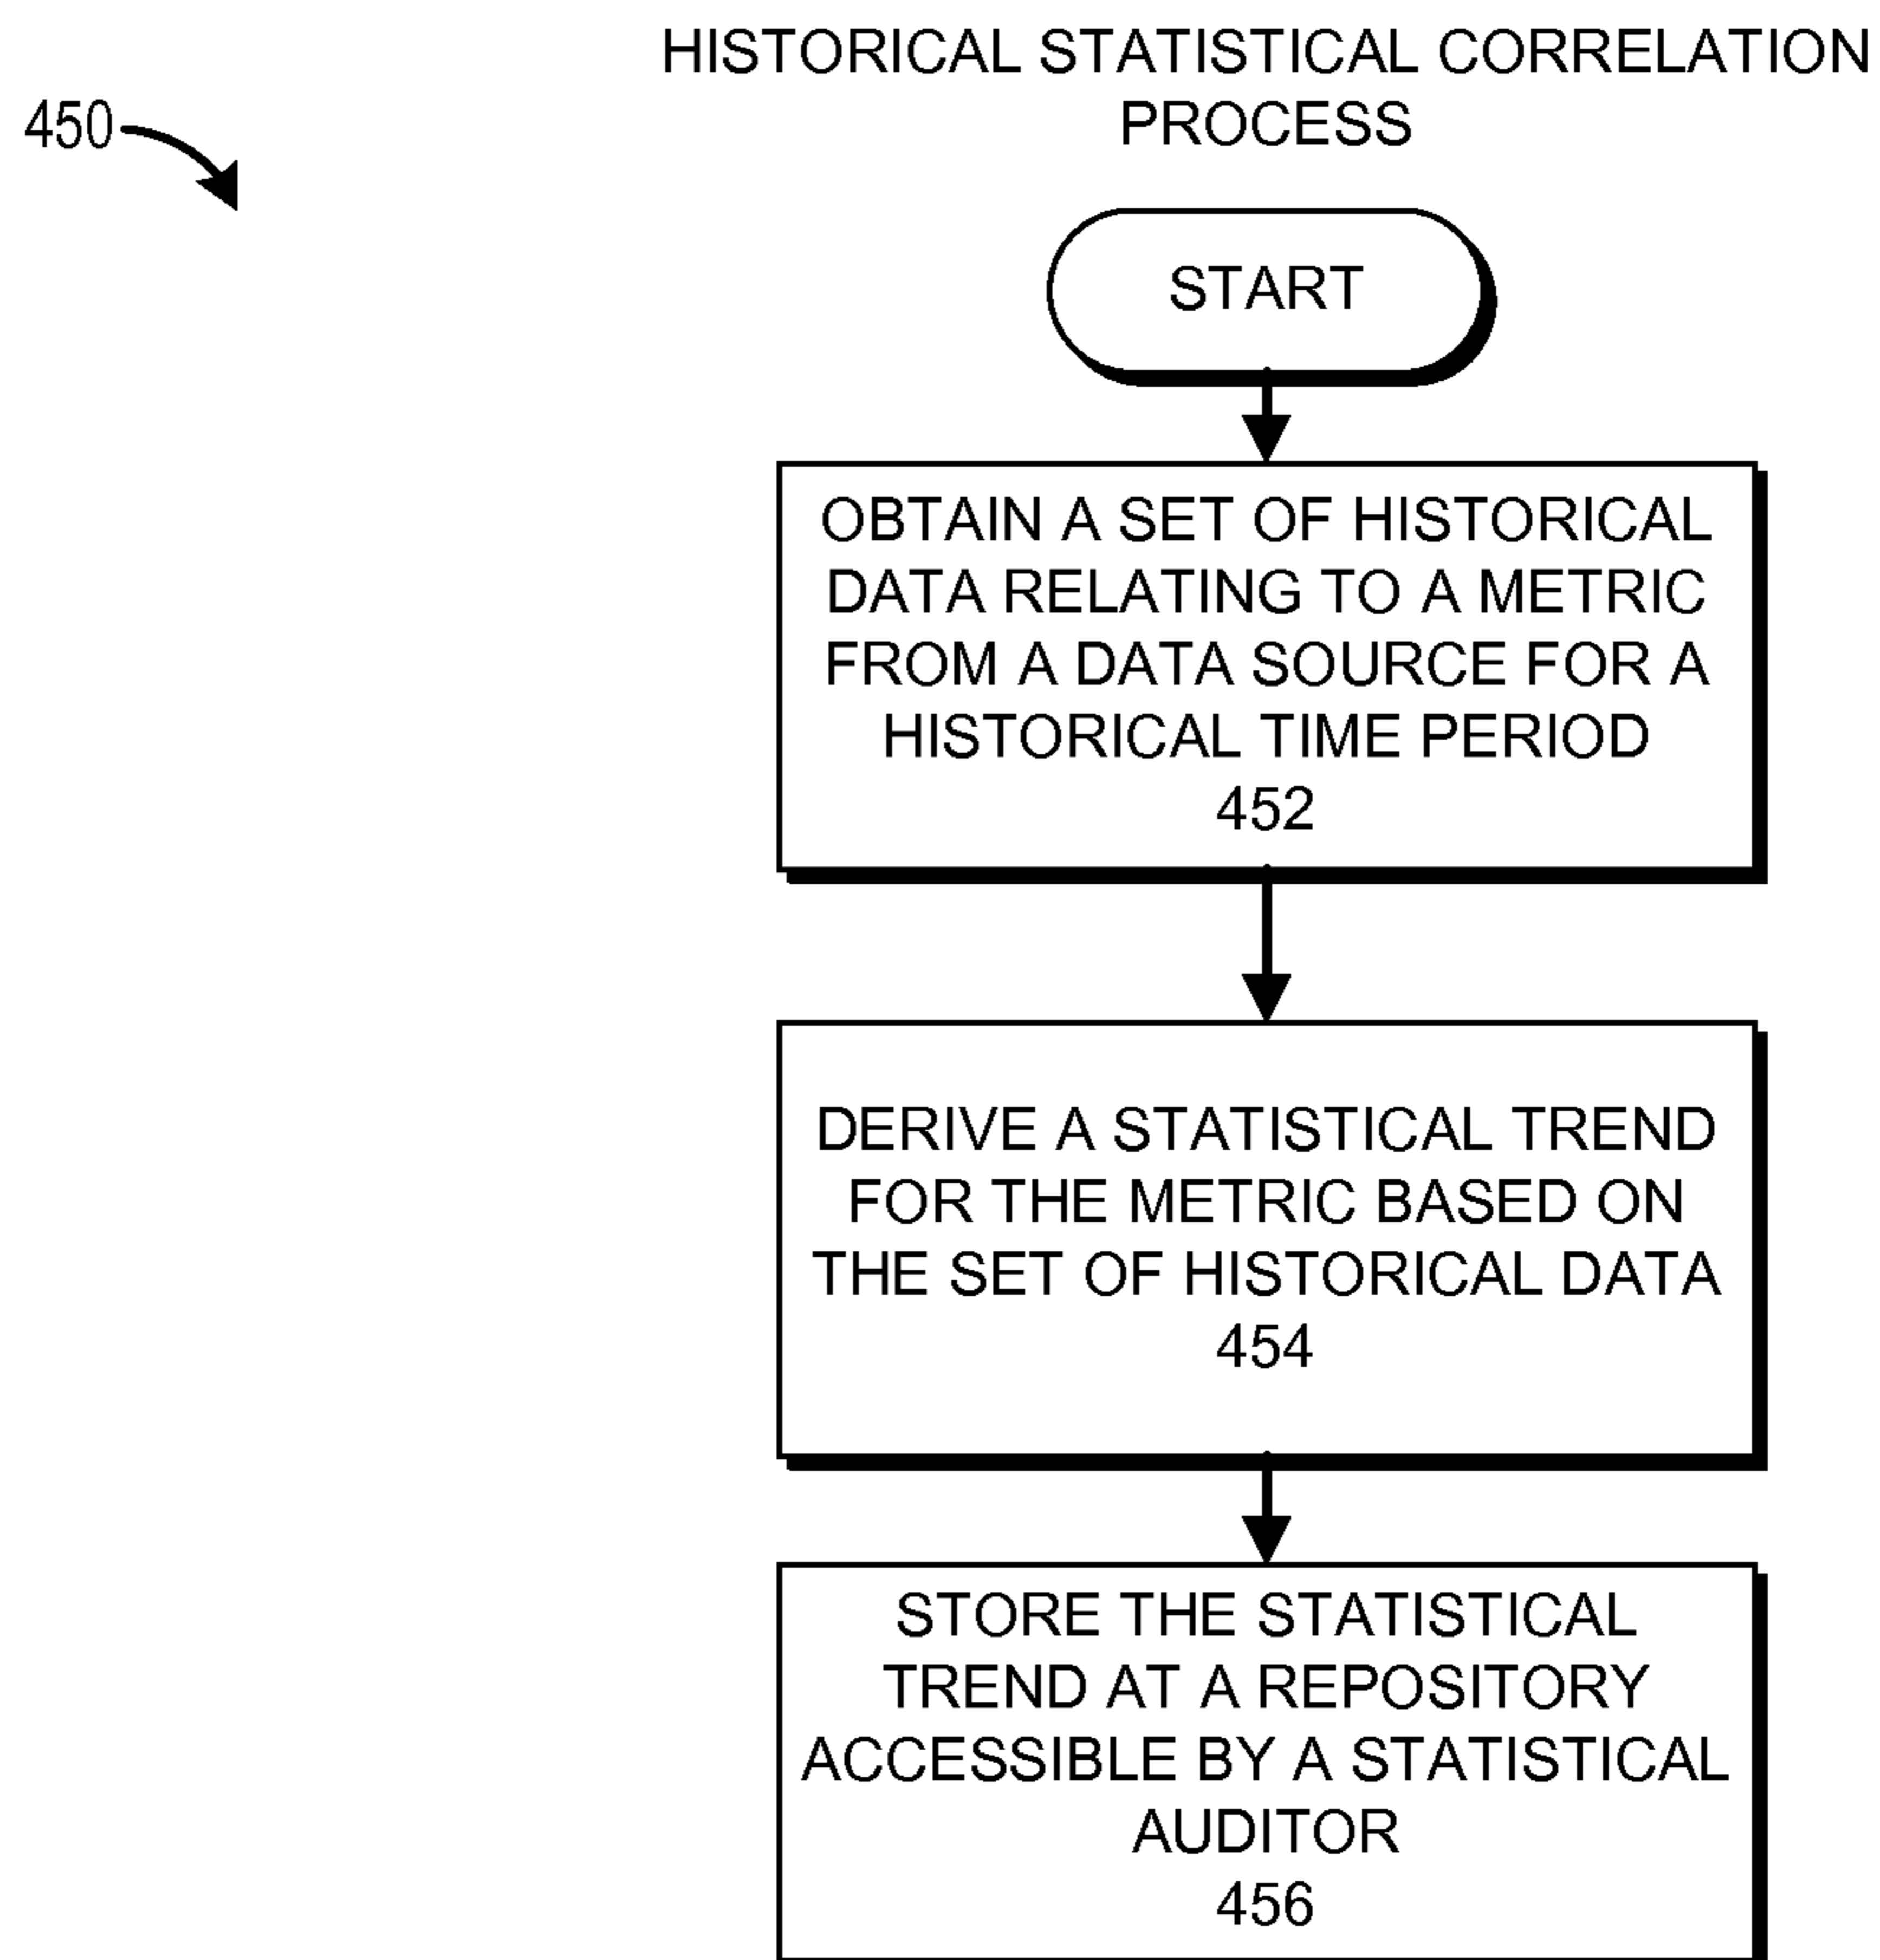 HISTORICAL STATISTICAL CORRELATION
PROCESS
450
START
OBTAIN A SET OF HISTORICAL
DATA RELATING TO A METRIC
FROM A DATA SOURCE FOR A
HISTORICAL TIME PERIOD
452
DERIVE A STATISTICAL TREND
FOR THE METRIC BASED ON
THE SET OF HISTORICAL DATA
454
STORE THE STATISTICAL
TREND AT A REPOSITORY
ACCESSIBLE BY A STATISTICAL
AUDITOR
456